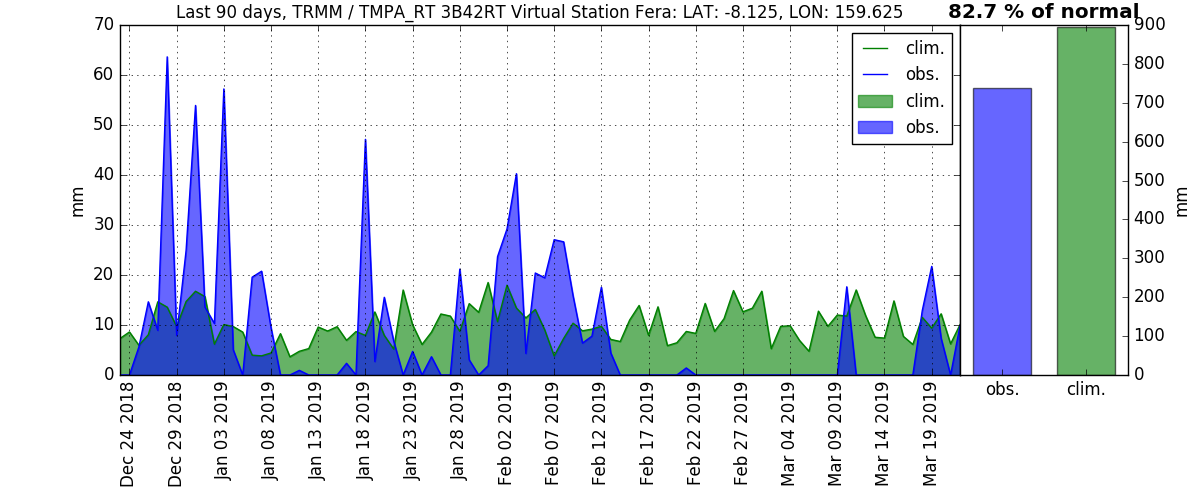 Last 90 days, TRMM / TMPA_RT 3B42RT Virtual Station Fera: LAT: -8.125, LON: 159.625
82.7 % of normal
70
60
50
40
30
20
10
0
mm
clim.
obs.
clim.
obs.
Dec 24 2018
Dec 29 2018
Jan 03 2019
Jan 08 2019
Jan 13 2019
Jan 18 2019
Jan 23 2019
Jan 28 2019
Feb 02 2019
Feb 07 2019
Feb 12 2019
Feb 17 2019
Feb 22 2019
Feb 27 2019
Mar 04 2019
Mar 09 2019
Mar 14 2019
Mar 19 2019
900
800
700
600
500
400
300
200
100
0
mm
obs.
clim.